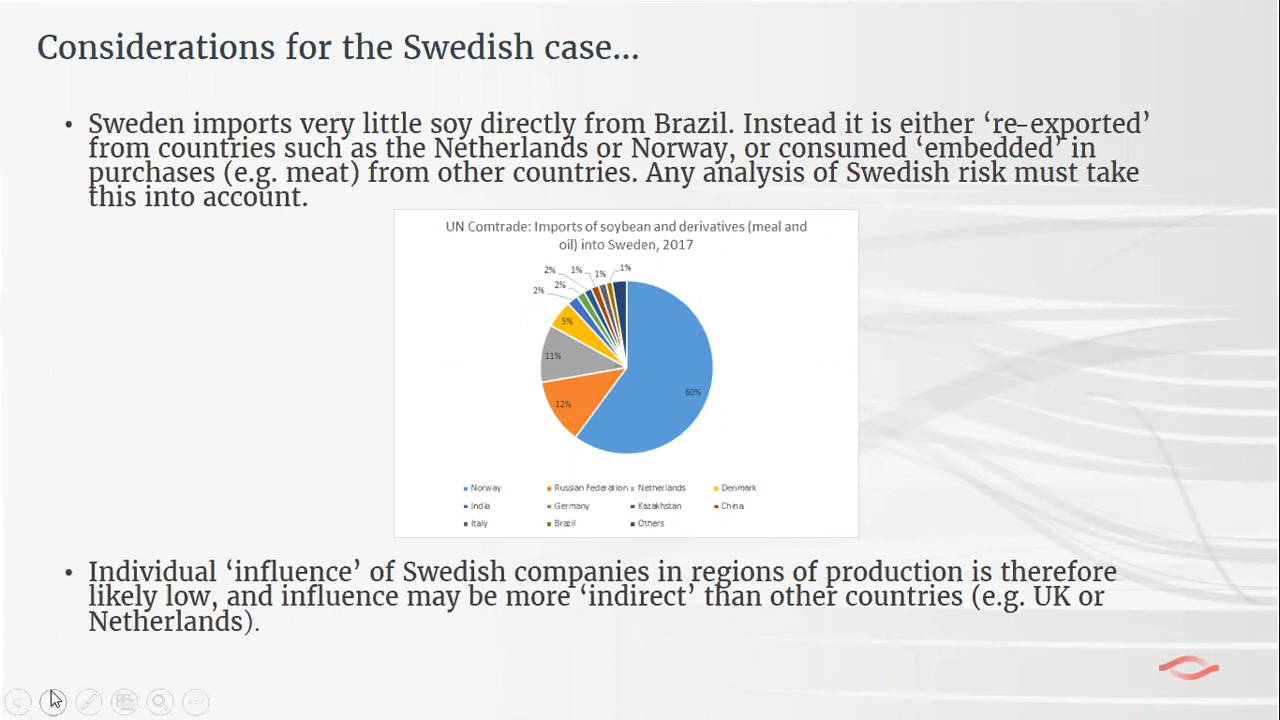 Considerations for the Swedish case...
• Sweden imports very little soy directly from Brazil. Instead it is either ‘re-exported’
from countries such as the Netherlands or Norway, or consumed ‘embedded’ in
purchases (e.g. meat) from other countries. Any analysis of Swedish risk must take
this into account.
UN Comtrade: Imports of soybean and derivatives (meal and
oil) into Sweden, 2017
2% 1% 1% 1%
2% 2%
5%
11%
60%
12%
Norway Russian Federation Netherlands Denmark
India Germany Kazakhstan China
Italy Brazil Others
• Individual ‘influence’ of Swedish companies in regions of production is therefore
likely low, and influence may be more ‘indirect’ than other countries (e.g. UK or
Netherlands).